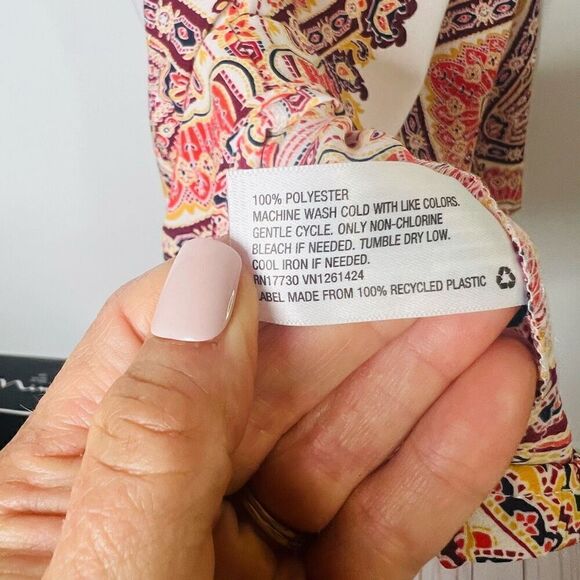 100% POLYESTER
MACHINE WASH COLD WITH LIKE COLORS.
GENTLE CYCLE. ONLY NON-CHLORINE
BLEACH IF NEEDED. TUMBLE DRY LOW.
COOL IRON IF NEEDED.
RN17730 VN1261424
LABEL MADE FROM 100% RECYCLED PLASTIC